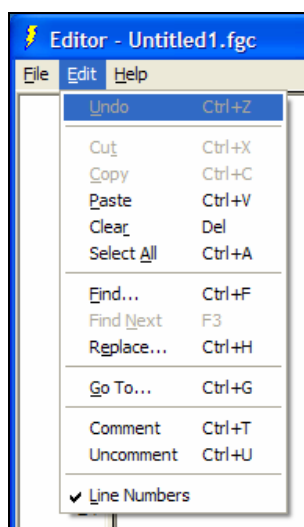 Editor - Untitled1.fgc
File Edit Help
Undo Ctrl+Z
Cut Ctrl+X
Copy Ctrl+C
Paste Ctrl+V
Clear Del
Select All Ctrl+A
Find... Ctrl+F
Find Next F3
Replace... Ctrl+H
Go To... Ctrl+G
Comment Ctrl+T
Uncomment Ctrl+U
Line Numbers